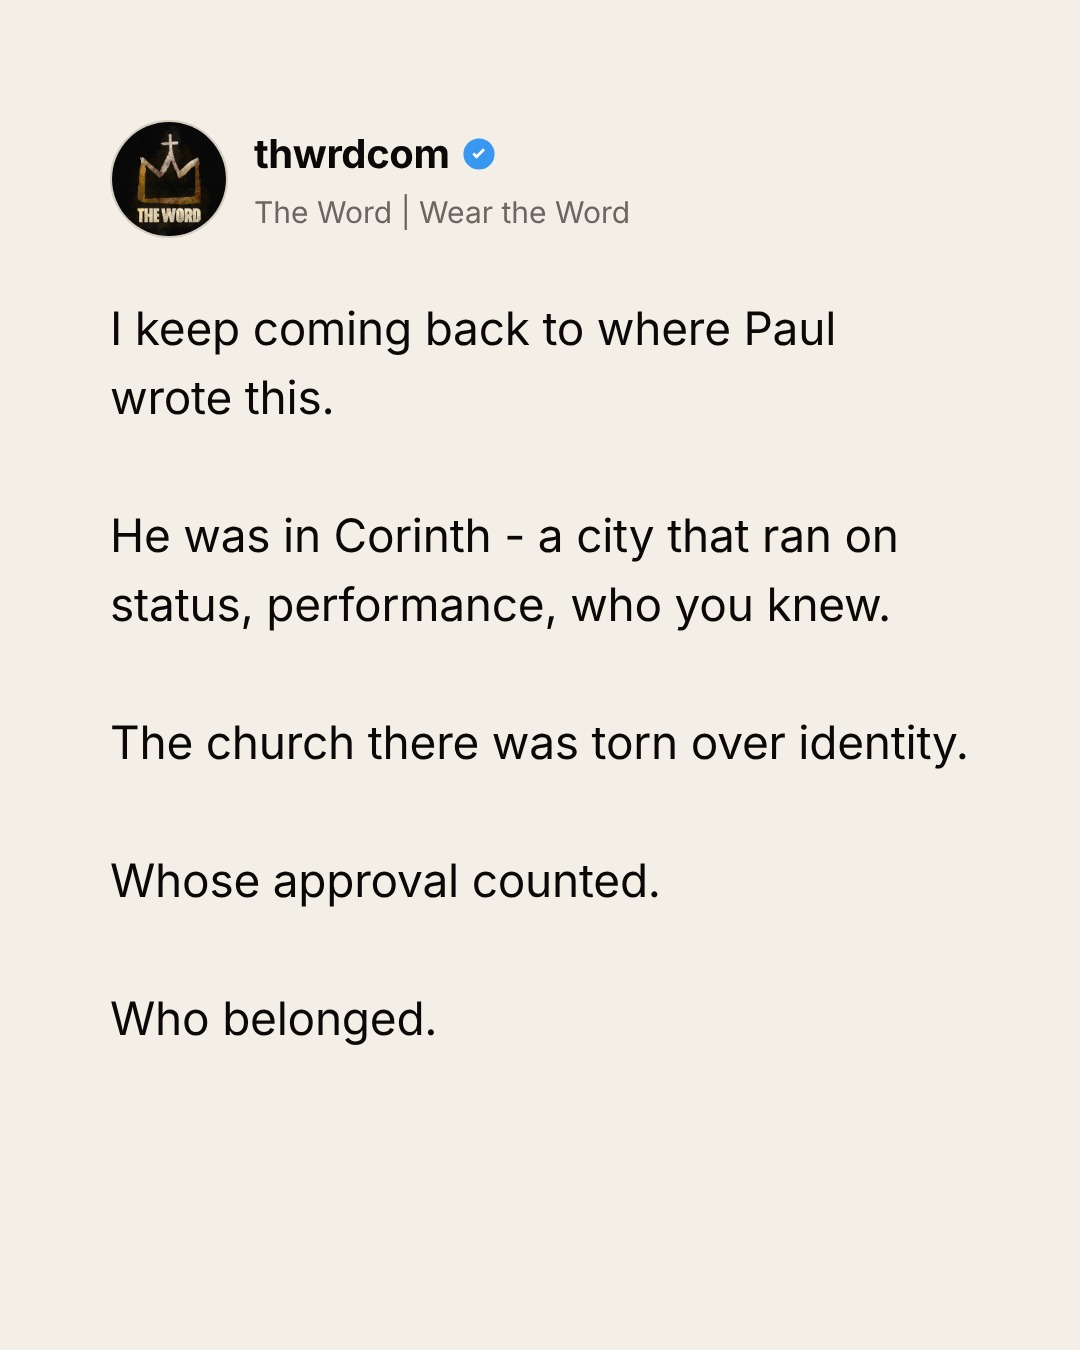 THE WORD
thwrdcom
The Word | Wear the Word
I keep coming back to where Paul
wrote this.
He was in Corinth - a city that ran on
status, performance, who you knew.
The church there was torn over identity.
Whose approval counted.
Who belonged.